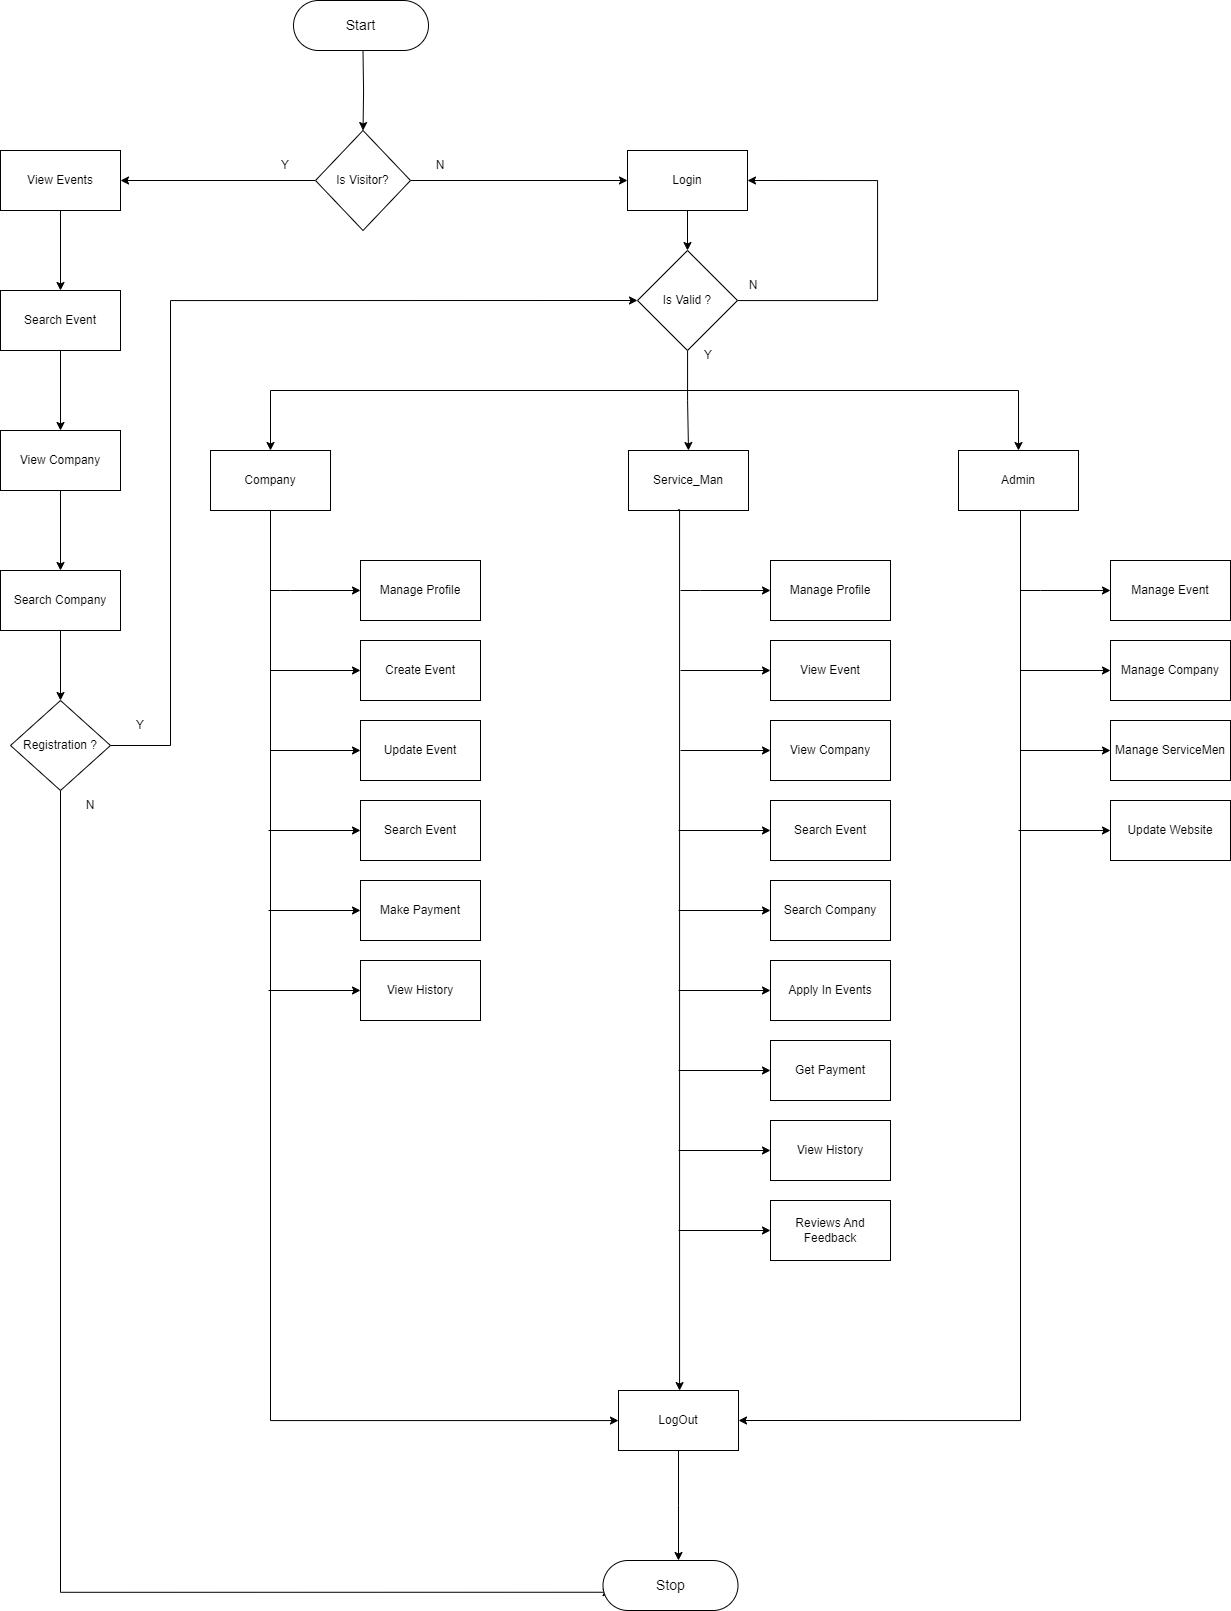 Start
Is Visitor?
Y
N
View Events
Login
Search Event
Is Valid ?
N
Y
View Company
Search Company
Registration ?
Y
N
Company
Service_Man
Admin
Manage Profile
Create Event
Update Event
Search Event
Make Payment
View History
Manage Profile
View Event
View Company
Search Event
Search Company
Apply In Events
Get Payment
View History
Reviews And
Feedback
Manage Event
Manage Company
Manage ServiceMen
Update Website
LogOut
Stop